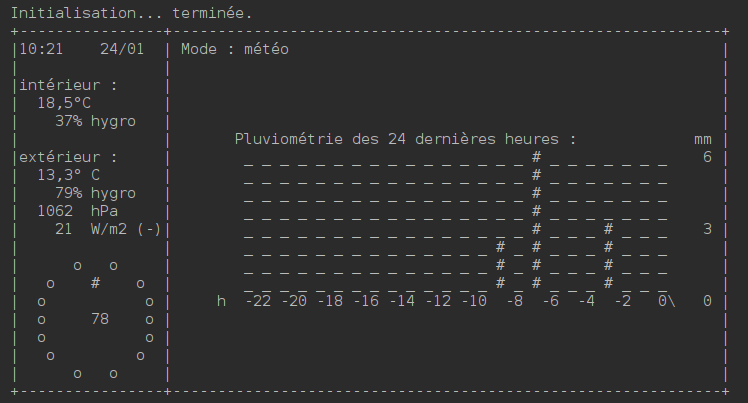 Initialisation... terminée.
+----------------+-------------------------------------------------------------+
|10:21    24/01  | Mode : météo                                                |
|                |                                                             |
|intérieur :     |                                                             |
|  18,5°C        |                                                             |
|    37% hygro   |                                                             |
|                |       Pluviométrie des 24 dernières heures :             mm |
|extérieur :     |        _ _ _ _ _ _ _ _ _ _ _ _ _ _ _ _ # _ _ _ _ _ _ _    6 |
|  13,3° C       |        _ _ _ _ _ _ _ _ _ _ _ _ _ _ _ _ # _ _ _ _ _ _ _      |
|    79% hygro   |        _ _ _ _ _ _ _ _ _ _ _ _ _ _ _ _ # _ _ _ _ _ _ _      |
|  1062  hPa     |        _ _ _ _ _ _ _ _ _ _ _ _ _ _ _ _ # _ _ _ _ _ _ _      |
|    21  W/m2 (-)|        _ _ _ _ _ _ _ _ _ _ _ _ _ _ _ _ # _ _ _ # _ _ _    3 |
|                |        _ _ _ _ _ _ _ _ _ _ _ _ _ _ # _ # _ _ _ # _ _ _      |
|      o   o     |        _ _ _ _ _ _ _ _ _ _ _ _ _ _ # _ # _ _ _ # _ _ _      |
|   o    #    o  |        _ _ _ _ _ _ _ _ _ _ _ _ _ _ # _ # _ _ _ # _ _ _      |
|  o           o |     h  -22 -20 -18 -16 -14 -12 -10  -8  -6  -4  -2   0\   0 |
|  o     78    o |                                                             |
|  o           o |                                                             |
|   o         o  |                                                             |
|      o   o     |                                                             |
+----------------+-------------------------------------------------------------+